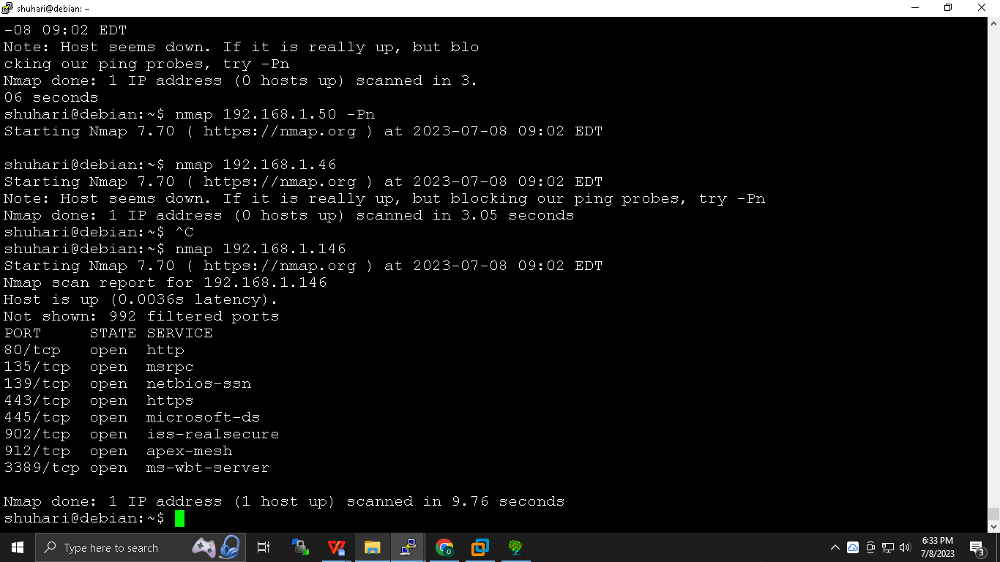 shuhari@debian: ~
-08 09:02 EDT
Note: Host seems down. If it is really up, but blo
cking our ping probes, try -Pn
Nmap done: 1 IP address (0 hosts up) scanned in 3.
06 seconds
shuhari@debian:~$ nmap 192.168.1.50 -Pn
Starting Nmap 7.70 ( https://nmap.org ) at 2023-07-08 09:02 EDT
shuhari@debian:~$ nmap 192.168.1.46
Starting Nmap 7.70 ( https://nmap.org ) at 2023-07-08 09:02 EDT
Note: Host seems down. If it is really up, but blocking our ping probes, try -Pn
Nmap done: 1 IP address (0 hosts up) scanned in 3.05 seconds
shuhari@debian:~$ ^C
shuhari@debian:~$ nmap 192.168.1.146
Starting Nmap 7.70 ( https://nmap.org ) at 2023-07-08 09:02 EDT
Nmap scan report for 192.168.1.146
Host is up (0.0036s latency).
Not shown: 992 filtered ports
PORT     STATE SERVICE
80/tcp   open  http
135/tcp  open  msrpc
139/tcp  open  netbios-ssn
443/tcp  open  https
445/tcp  open  microsoft-ds
902/tcp  open  iss-realsecure
912/tcp  open  apex-mesh
3389/tcp open  ms-wbt-server
Nmap done: 1 IP address (1 host up) scanned in 9.76 seconds
shuhari@debian:~$
Type here to search
6:33 PM
7/8/2023
3